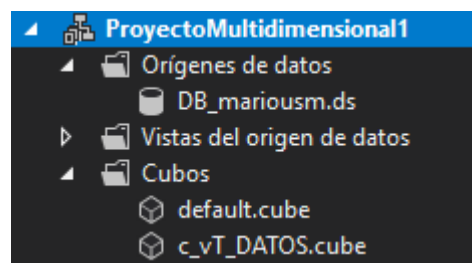 ProyectoMultidimensional1
Orígenes de datos
DB_mariousm.ds
Vistas del origen de datos
Cubos
default.cube
c_vT_DATOS.cube